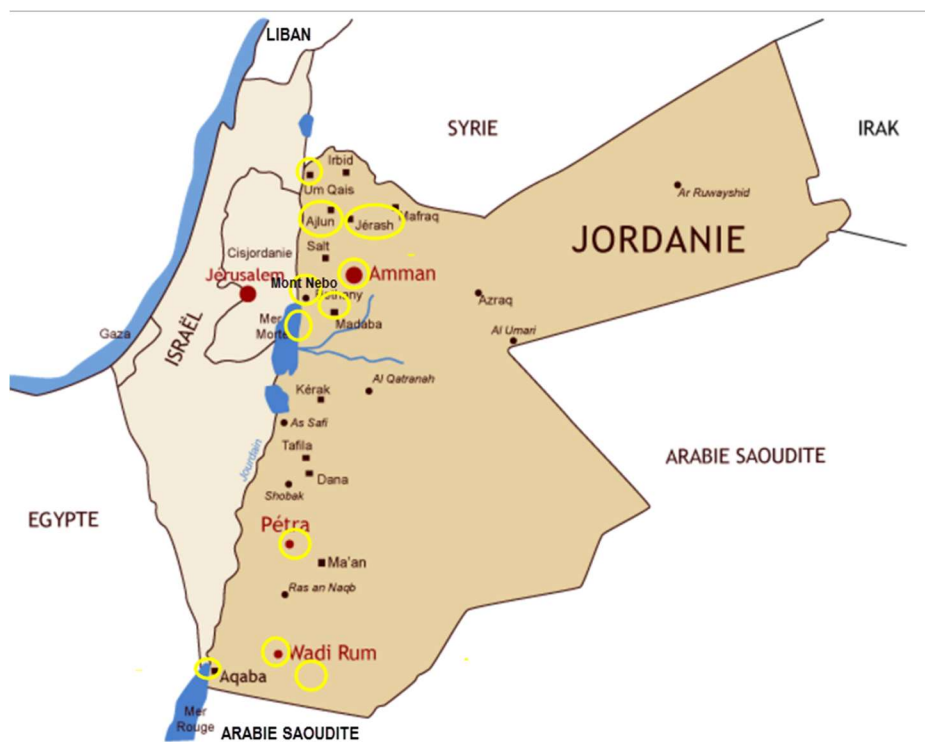 LIBAN
SYRIE
IRAK
Irbid
Um Qais
Ar Ruwayshid
Ajlun
Jérash
Mafraq
JORDANIE
Cisjordanie
Salt
Jérusalem
Amman
Mont Nebo
Béthany
Azraq
Mer
Morte
Madaba
Gaza
ISRAËL
Al Umari
Al Qatranah
Kérak
As Safi
Jourdain
Tafila
Dana
ARABIE SAOUDITE
Shobak
EGYPTE
Pétra
Ma'an
Ras an Naqb
Wadi Rum
Aqaba
Mer
Rouge
ARABIE SAOUDITE